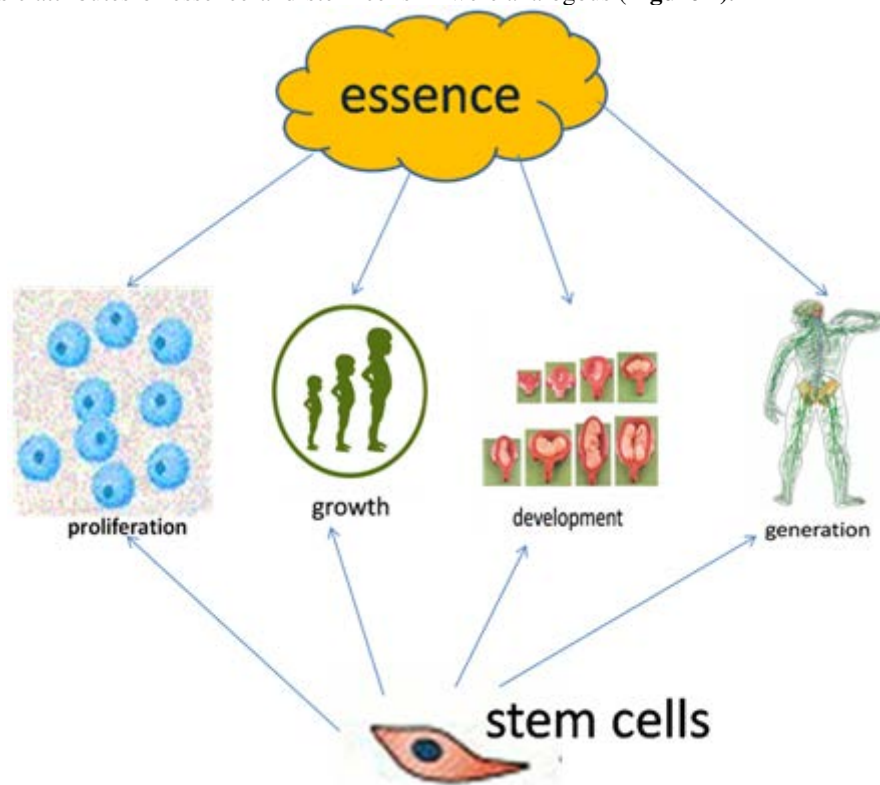 essence
proliferation
growth
development
generation
stem cells